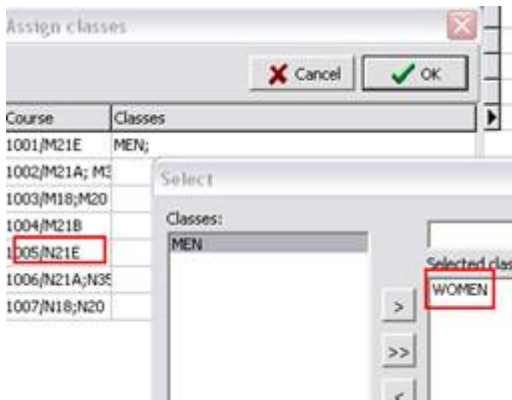 Assign classes
Cancel
OK
Course Classes
1001/M21E MEN;
1002/M21A; M3
1003/M18;M20
1004/M21B
1005/N21E
1006/N21A;N35
1007/N18;N20
Select
Classes:
MEN
Selected clas
WOMEN
>
>>
<